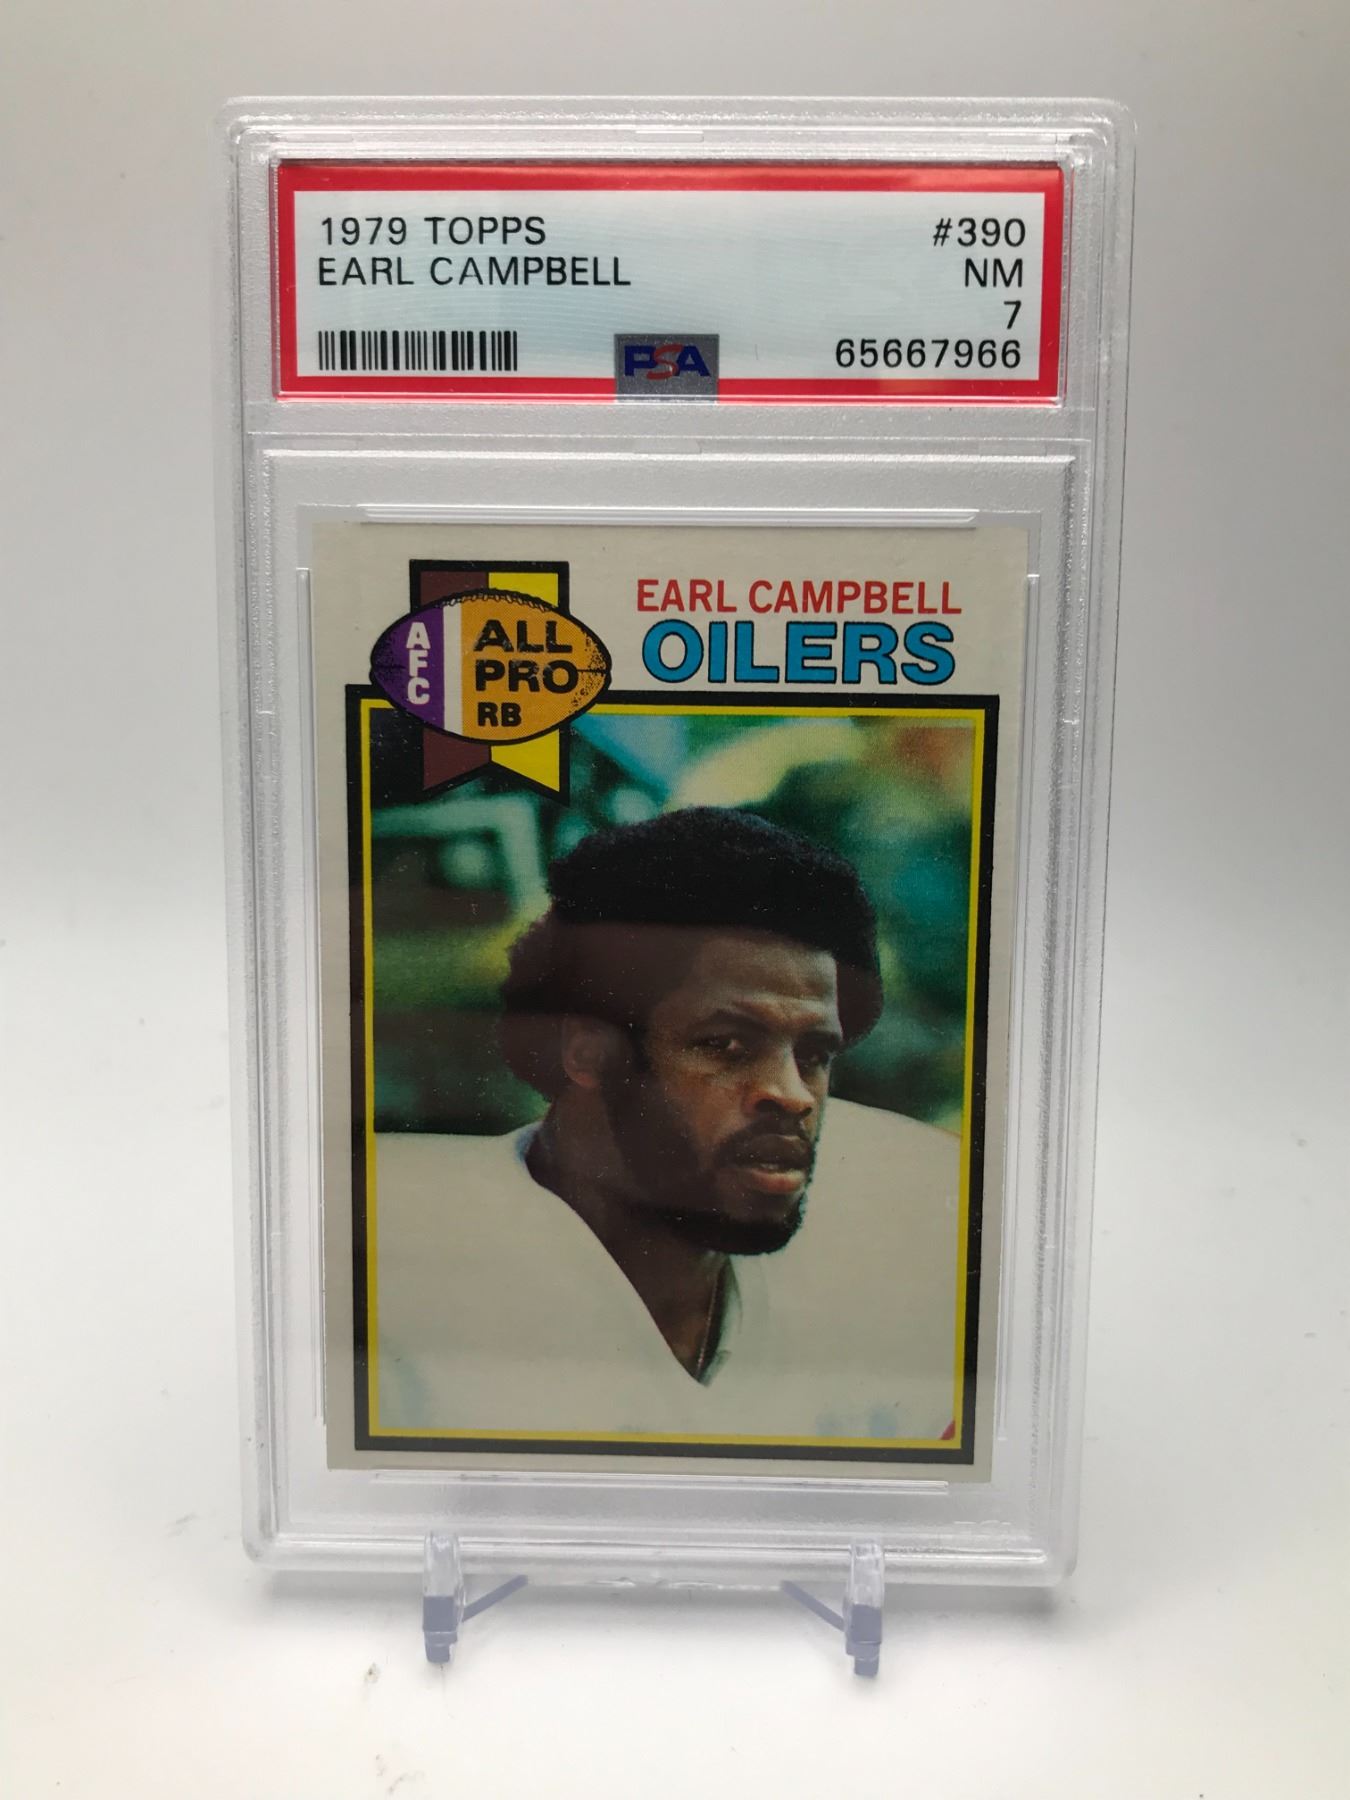 1979 TOPPS #390
EARL CAMPBELL NM
7
PSA 65667966
EARL CAMPBELL
OILERS
AFC
ALL
PRO
RB